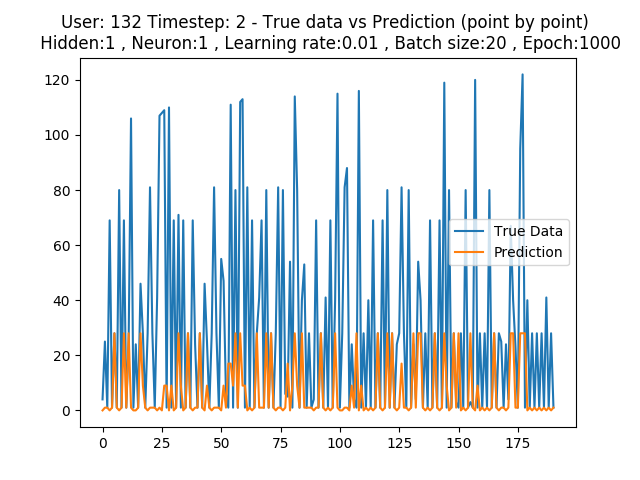 User: 132 Timestep: 2 - True data vs Prediction (point by point)
Hidden:1 , Neuron:1 , Learning rate:0.01 , Batch size:20 , Epoch:1000
120
100
80
60
40
20
0
True Data
Prediction
0 25 50 75 100 125 150 175